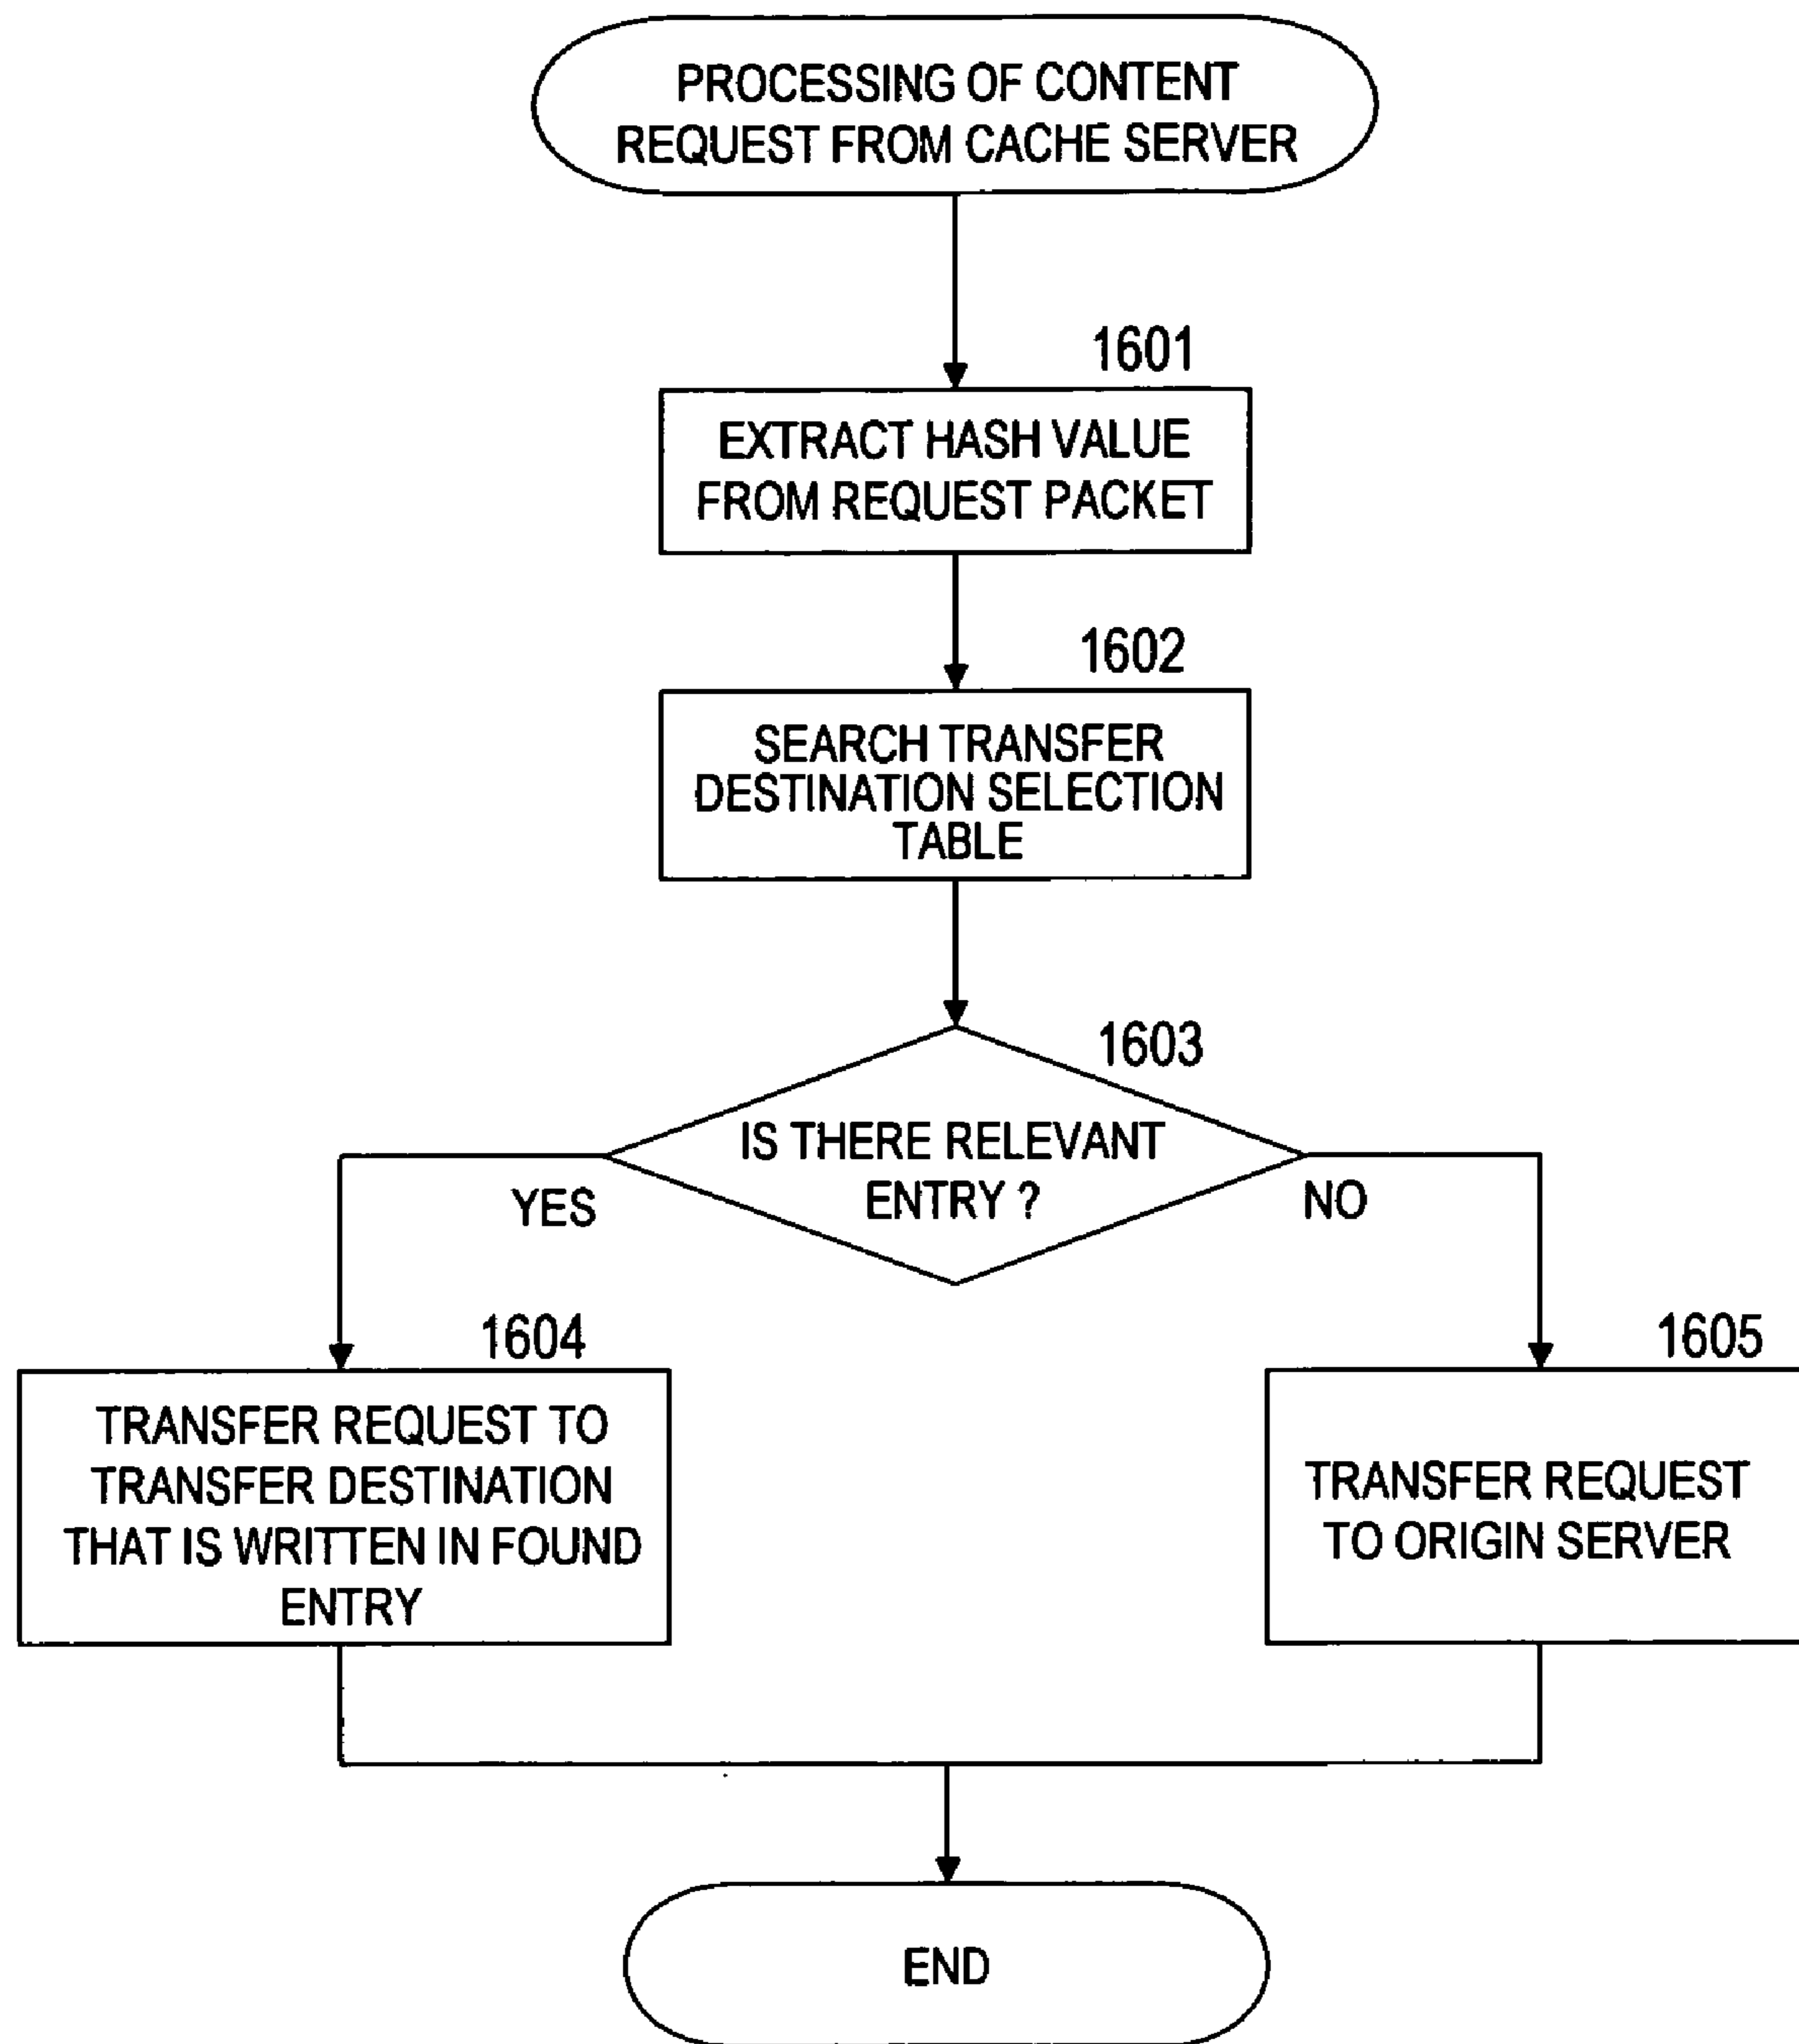 PROCESSING OF CONTENT
REQUEST FROM CACHE SERVER
1601
EXTRACT HASH VALUE
FROM REQUEST PACKET
1602
SEARCH TRANSFER
DESTINATION SELECTION
TABLE
1603
IS THERE RELEVANT
ENTRY ?
YES
NO
1604
TRANSFER REQUEST TO
TRANSFER DESTINATION
THAT IS WRITTEN IN FOUND
ENTRY
1605
TRANSFER REQUEST
TO ORIGIN SERVER
END